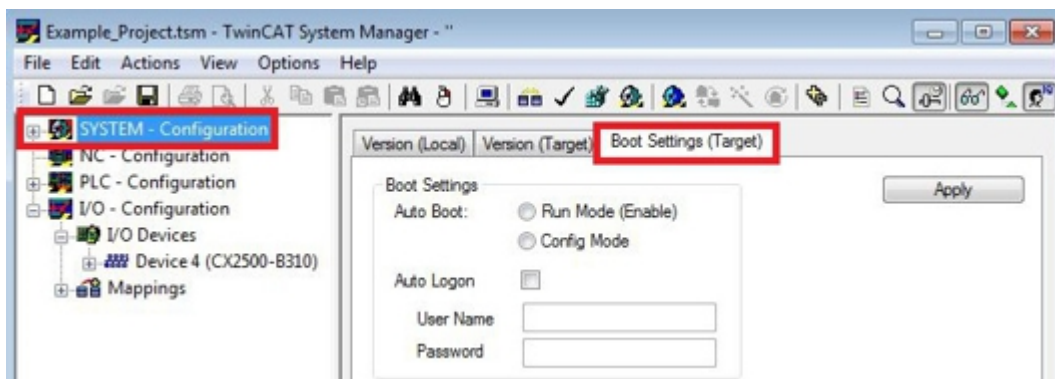 Example_Project.tsm - TwinCAT System Manager - ''
File Edit Actions View Options Help
SYSTEM - Configuration
NC - Configuration
PLC - Configuration
I/O - Configuration
I/O Devices
Device 4 (CX2500-B310)
Mappings
Version (Local) Version (Target) Boot Settings (Target)
Boot Settings
Apply
Auto Boot: Run Mode (Enable)
Config Mode
Auto Logon
User Name
Password